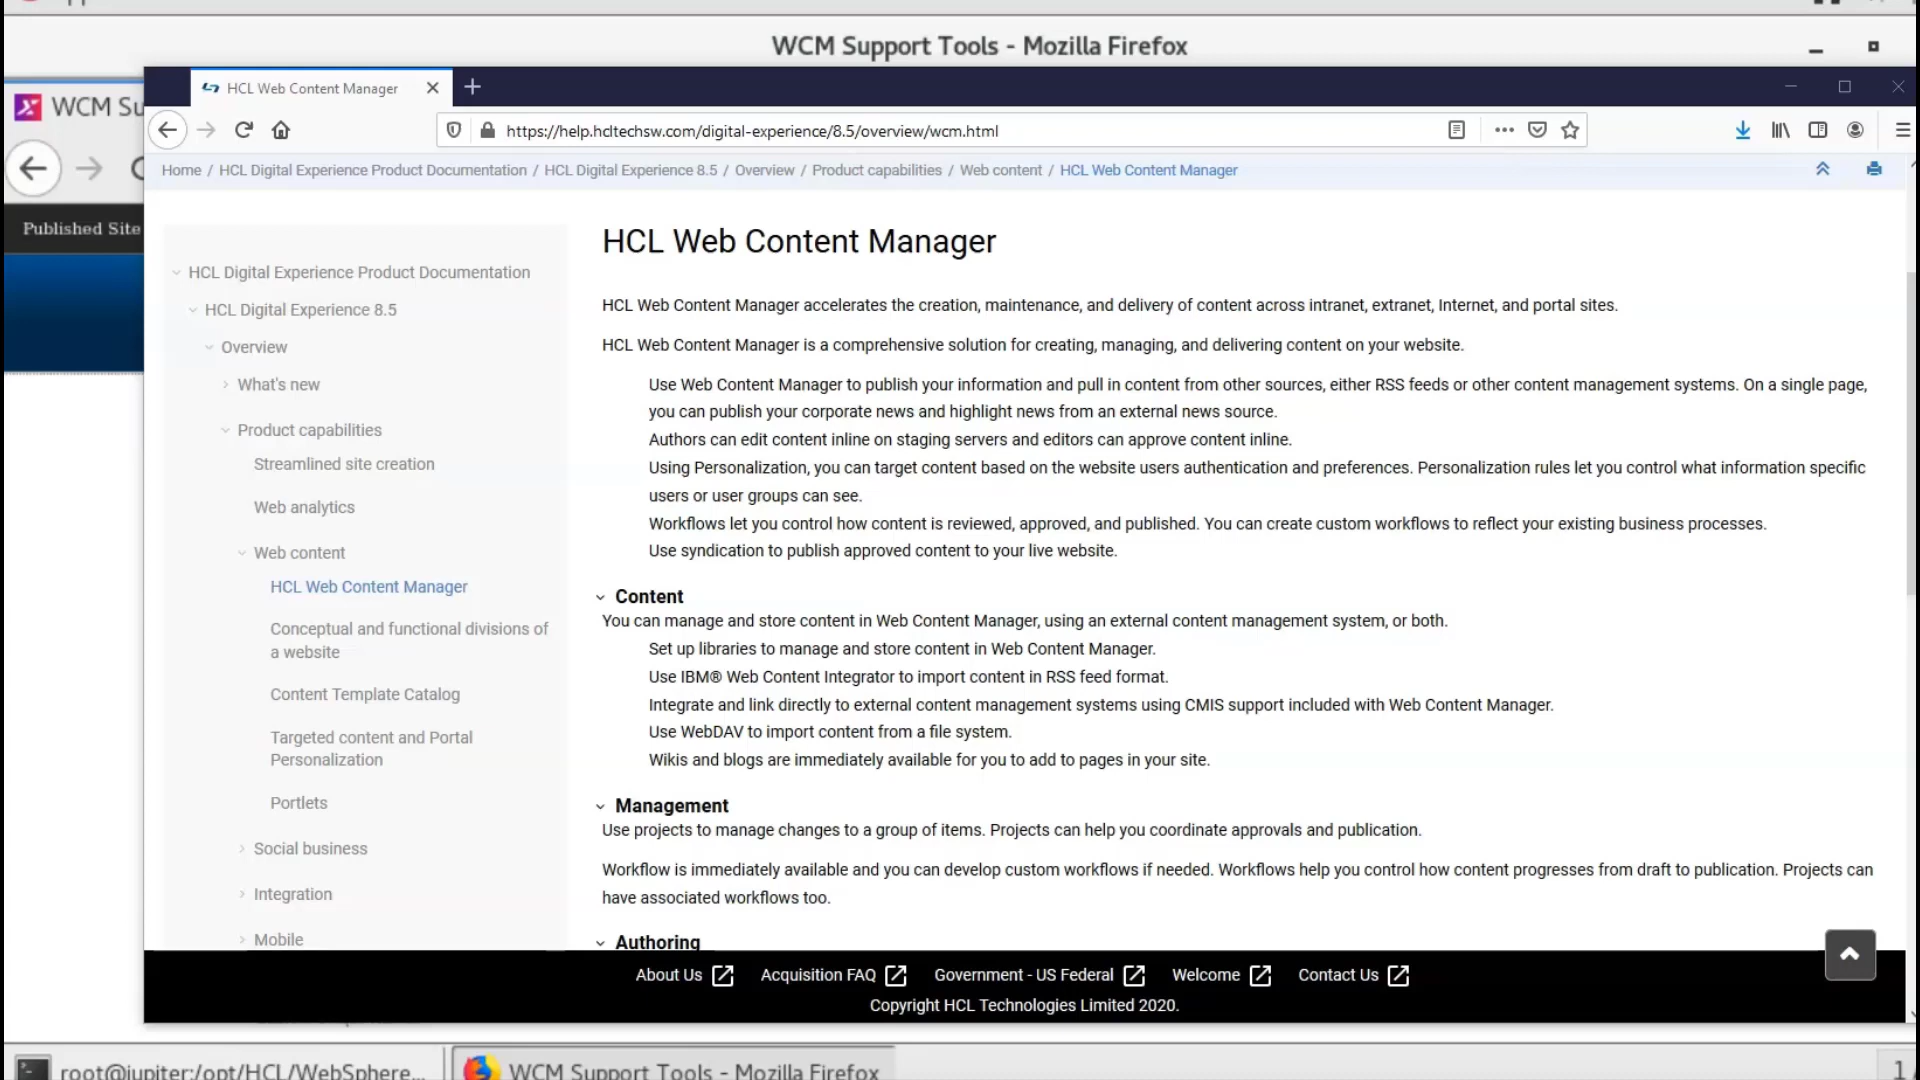 WCM Support Tools - Mozilla Firefox
WCM Su
HCL Web Content Manager
https://help.hcltechsw.com/digital-experience/8.5/overview/wcm.html
Home / HCL Digital Experience Product Documentation / HCL Digital Experience 8.5 / Overview / Product capabilities / Web content / HCL Web Content Manager
Published Site
HCL Digital Experience Product Documentation
HCL Digital Experience 8.5
Overview
What's new
Product capabilities
Streamlined site creation
Web analytics
Web content
HCL Web Content Manager
Conceptual and functional divisions of
a website
Content Template Catalog
Targeted content and Portal
Personalization
Portlets
Social business
Integration
Mobile
HCL Web Content Manager
HCL Web Content Manager accelerates the creation, maintenance, and delivery of content across intranet, extranet, Internet, and portal sites.
HCL Web Content Manager is a comprehensive solution for creating, managing, and delivering content on your website.
Use Web Content Manager to publish your information and pull in content from other sources, either RSS feeds or other content management systems. On a single page,
you can publish your corporate news and highlight news from an external news source.
Authors can edit content inline on staging servers and editors can approve content inline.
Using Personalization, you can target content based on the website users authentication and preferences. Personalization rules let you control what information specific
users or user groups can see.
Workflows let you control how content is reviewed, approved, and published. You can create custom workflows to reflect your existing business processes.
Use syndication to publish approved content to your live website.
Content
You can manage and store content in Web Content Manager, using an external content management system, or both.
Set up libraries to manage and store content in Web Content Manager.
Use IBM® Web Content Integrator to import content in RSS feed format.
Integrate and link directly to external content management systems using CMIS support included with Web Content Manager.
Use WebDAV to import content from a file system.
Wikis and blogs are immediately available for you to add to pages in your site.
Management
Use projects to manage changes to a group of items. Projects can help you coordinate approvals and publication.
Workflow is immediately available and you can develop custom workflows if needed. Workflows help you control how content progresses from draft to publication. Projects can
have associated workflows too.
Authoring
About Us Acquisition FAQ Government - US Federal Welcome Contact Us
Copyright HCL Technologies Limited 2020.
root@jupiter:/opt/HCL/WebSphere... WCM Support Tools - Mozilla Firefox